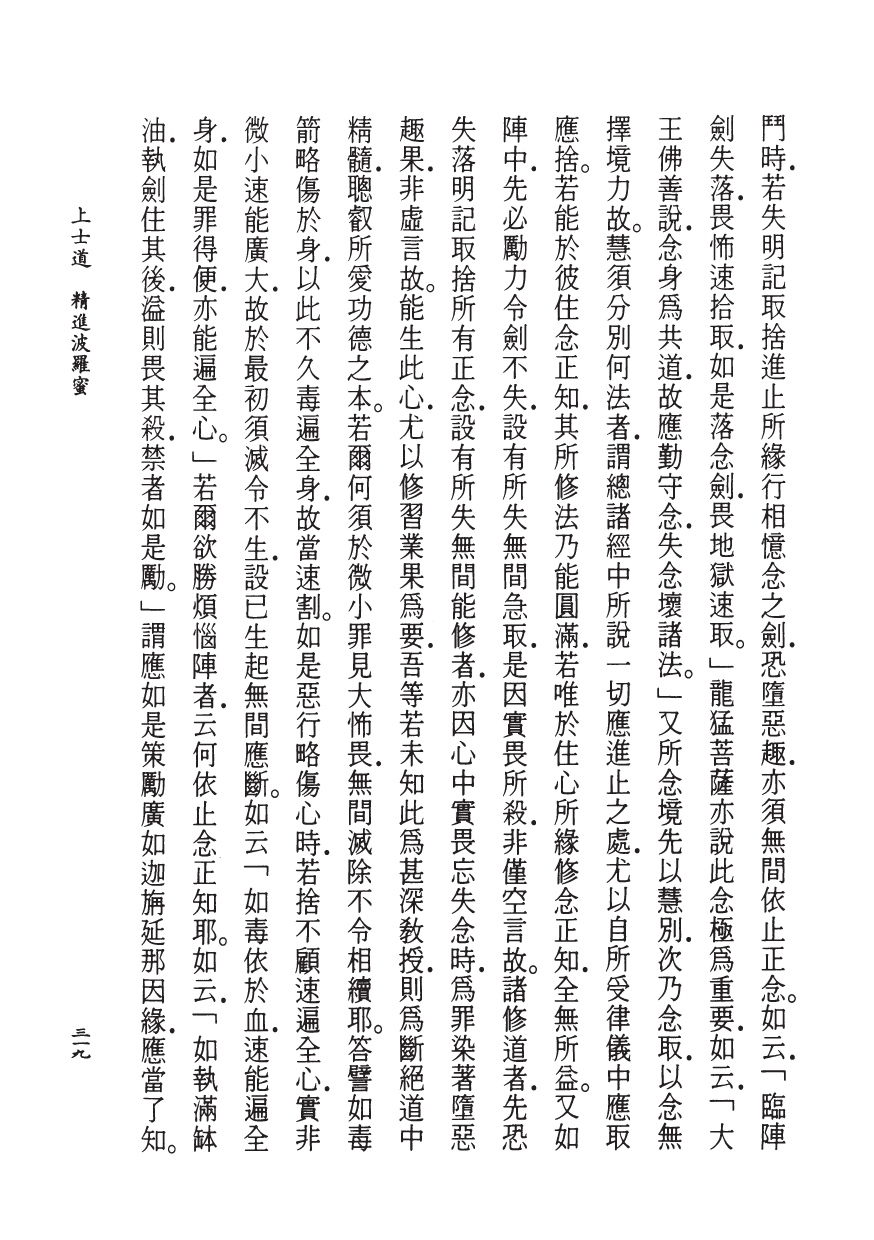 鬥時．若失明記取捨進止所緣行相憶念之劍．恐墮惡趣．亦須無間依止正念。如云．「臨陣
劍失落．畏怖速拾取．如是落念劍．畏地獄速取。」龍猛菩薩亦說此念極爲重要．如云．「大
王佛善說．念身爲共道．故應勤守念．失念壞諸法。」又所念境先以慧別．次乃念取．以念無
擇境力故。慧須分別何法者．謂總諸經中所說一切應進止之處．尤以自所受律儀中應取
應捨。若能於彼住念正知．其所修法乃能圓滿．若唯於住心所緣修念正知．全無所益。又如
陣中．先必勵力令劍不失．設有所失無間急取．是因實畏所殺．非僅空言故。諸修道者．先恐
失落明記取捨所有正念．設有所失無間能修者．亦因心中實畏忘失念時．爲罪染著墮惡
趣果．非虛言故。能生此心．尤以修習業果爲要．吾等若未知此爲甚深教授．則爲斷絕道中
精髓．聰叡所愛功德之本。若爾何須於微小罪見大怖畏．無間滅除不令相續耶。答譬如毒
箭略傷於身．以此不久毒遍全身．故當速割。如是惡行略傷心時．若捨不顧速遍全心．實非
微小速能廣大．故於最初須滅令不生．設已生起無間應斷。如云「如毒依於血．速能遍全
身．如是罪得便．亦能遍全心。」若爾欲勝煩惱陣者．云何依止念正知耶。如云．「如執滿缽
油．執劍住其後．溢則畏其殺．禁者如是勵。」謂應如是策勵廣如迦旃延那因緣．應當了知。
上士道　精進波羅蜜
三一九